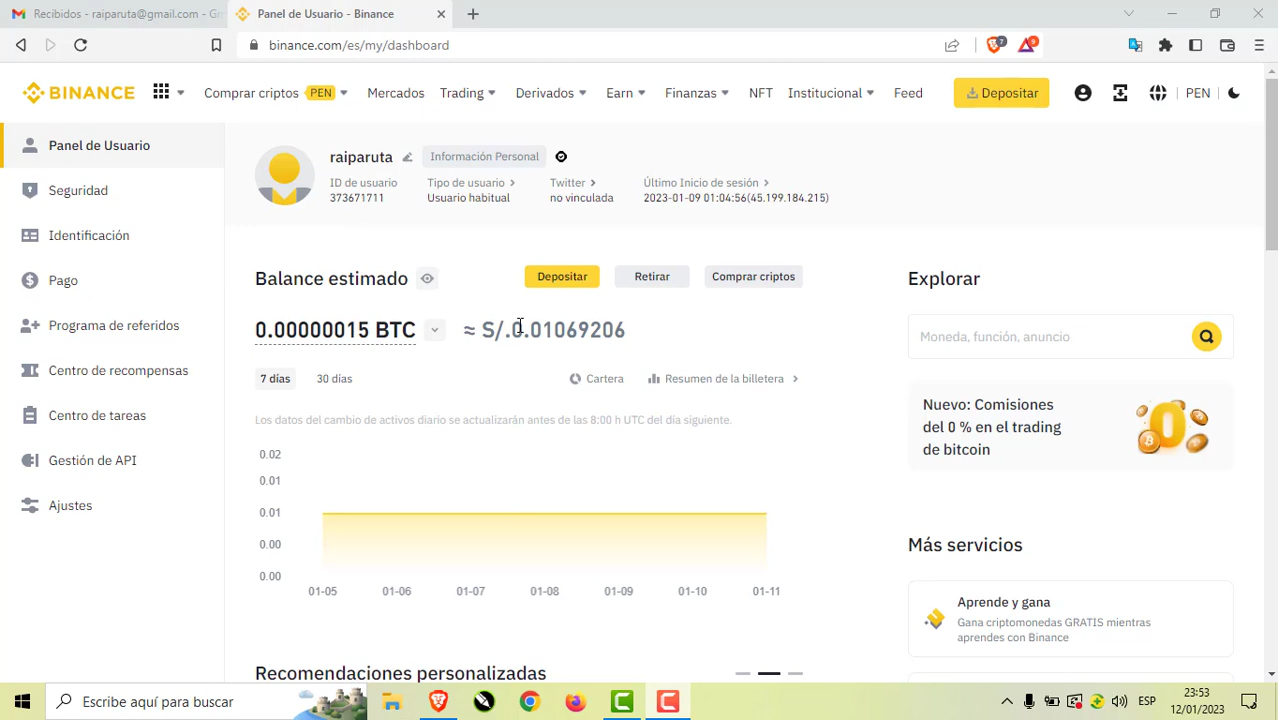 Recibidos - raiparuta@gmail.com - Gm
Panel de Usuario - Binance
binance.com/es/my/dashboard
7
9
BINANCE
Comprar criptos PEN
Mercados
Trading
Derivados
Earn
Finanzas
NFT
Institucional
Feed
Depositar
PEN
Panel de Usuario
Seguridad
Identificación
Pago
Programa de referidos
Centro de recompensas
Centro de tareas
Gestión de API
Ajustes
raiparuta
Información Personal
ID de usuario
373671711
Tipo de usuario
Usuario habitual
Twitter
no vinculada
Último Inicio de sesión
2023-01-09 01:04:56(45.199.184.215)
Balance estimado
Depositar
Retirar
Comprar criptos
0.00000015 BTC
≈ S/.0.01069206
7 días
30 días
Cartera
Resumen de la billetera
Los datos del cambio de activos diario se actualizarán antes de las 8:00 h UTC del día siguiente.
0.02
0.01
0.01
0.00
0.00
01-05 01-06 01-07 01-08 01-09 01-10 01-11
Recomendaciones personalizadas
Explorar
Moneda, función, anuncio
Nuevo: Comisiones
del 0 % en el trading
de bitcoin
Más servicios
Aprende y gana
Gana criptomonedas GRATIS mientras
aprendes con Binance
Escribe aquí para buscar
ESP
23:53
12/01/2023